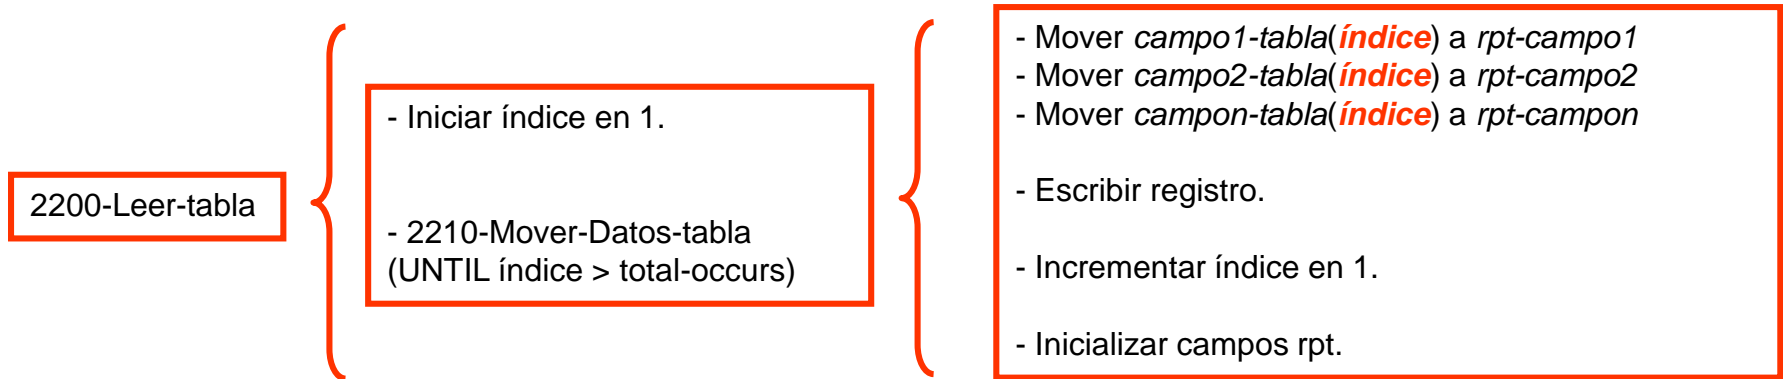 2200-Leer-tabla
- Iniciar índice en 1.
- 2210-Mover-Datos-tabla
(UNTIL índice > total-occurs)
- Mover campo1-tabla(índice) a rpt-campo1
- Mover campo2-tabla(índice) a rpt-campo2
- Mover campon-tabla(índice) a rpt-campon
- Escribir registro.
- Incrementar índice en 1.
- Inicializar campos rpt.